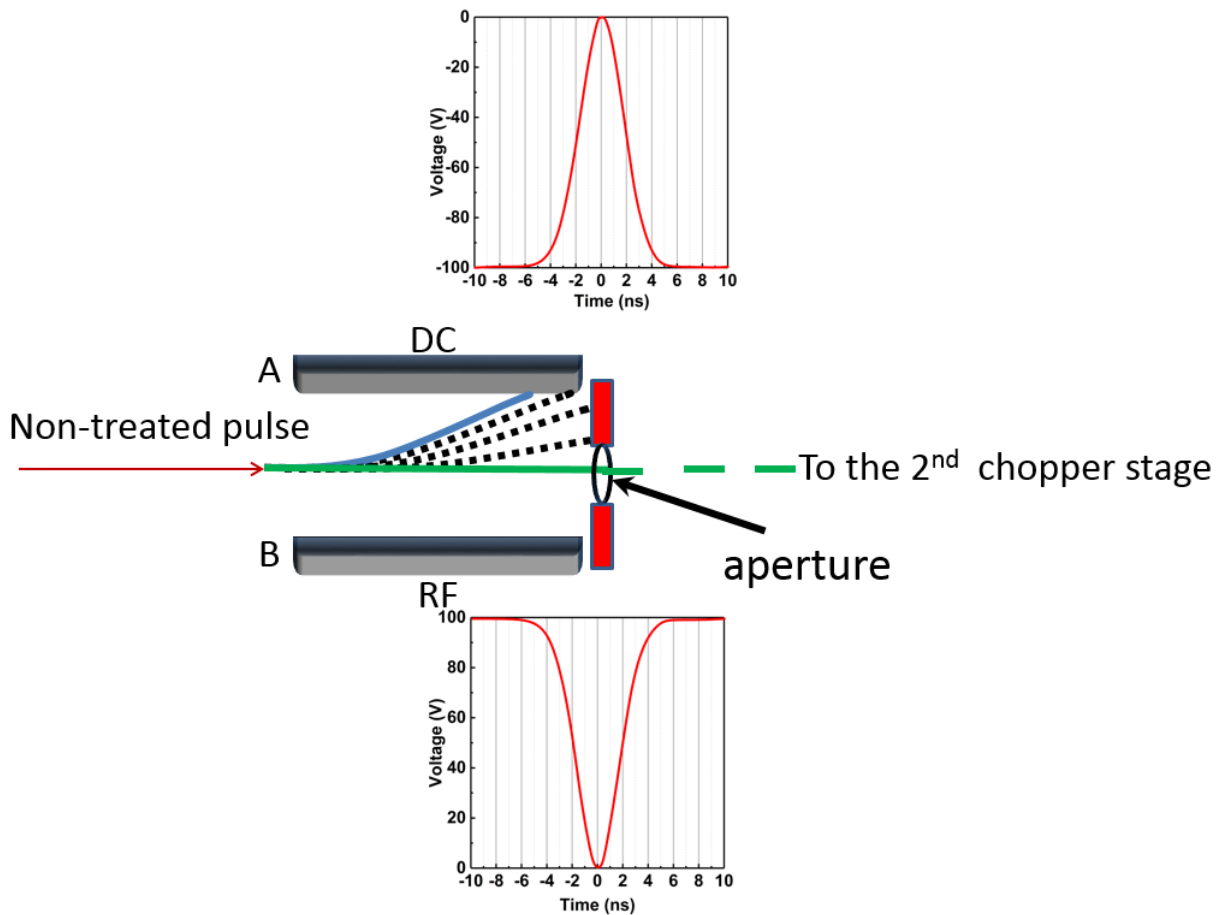 0
-20
-40
-60
-80
-100
Voltage (V)
-10 -8 -6 -4 -2 0 2 4 6 8 10
Time (ns)
DC
A
Non-treated pulse
To the 2nd chopper stage
B
aperture
RF
100
80
60
40
20
0
Voltage (V)
-10 -8 -6 -4 -2 0 2 4 6 8 10
Time (ns)